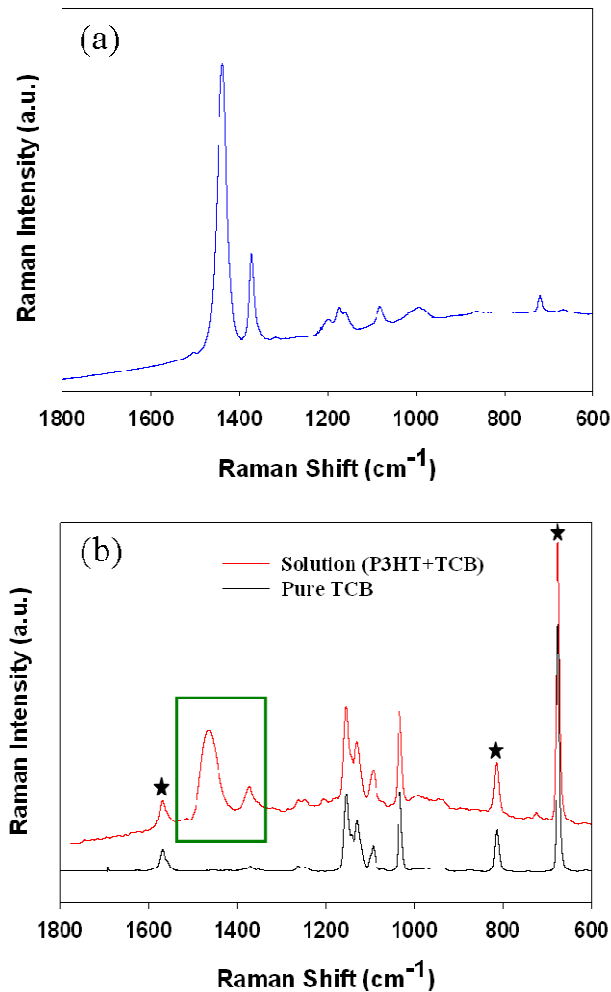 (a)
Raman Intensity (a.u.)
1800 1600 1400 1200 1000 800 600
Raman Shift (cm-1)
(b)
Solution (P3HT+TCB)
Pure TCB
Raman Intensity (a.u.)
1800 1600 1400 1200 1000 800 600
Raman Shift (cm-1)